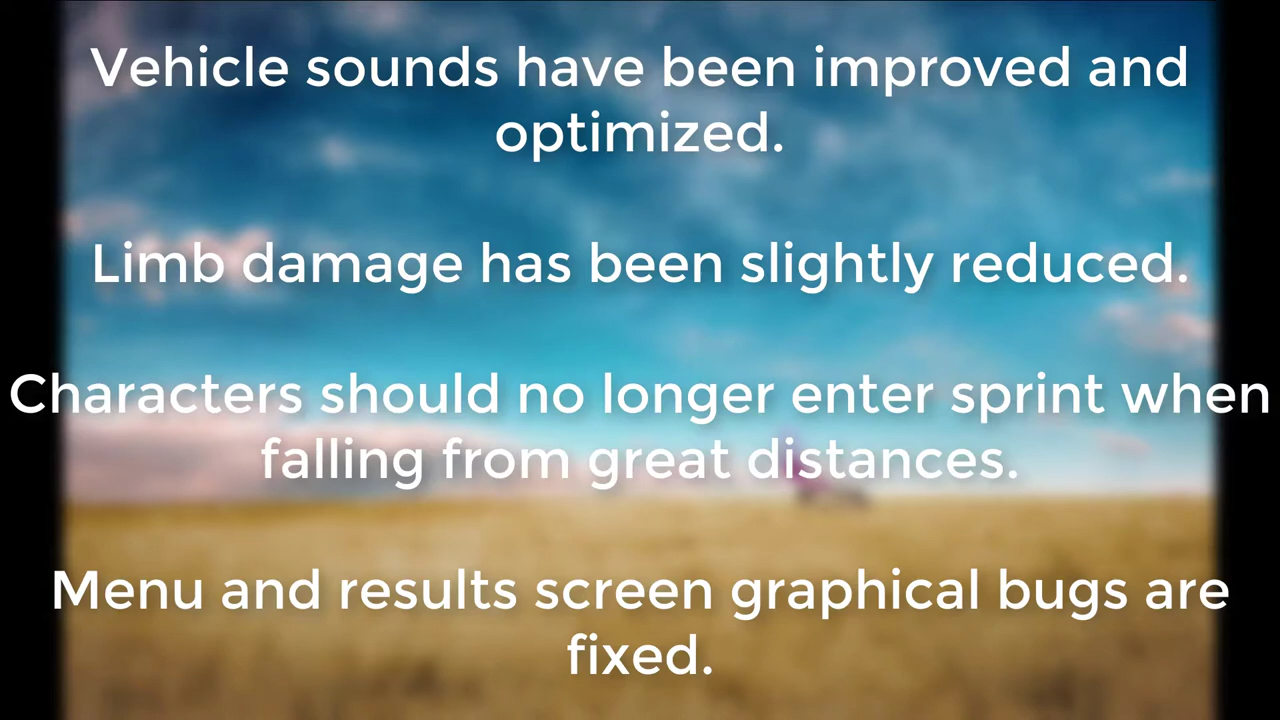 Vehicle sounds have been improved and
optimized.
Limb damage has been slightly reduced.
Characters should no longer enter sprint when
falling from great distances.
Menu and results screen graphical bugs are
fixed.